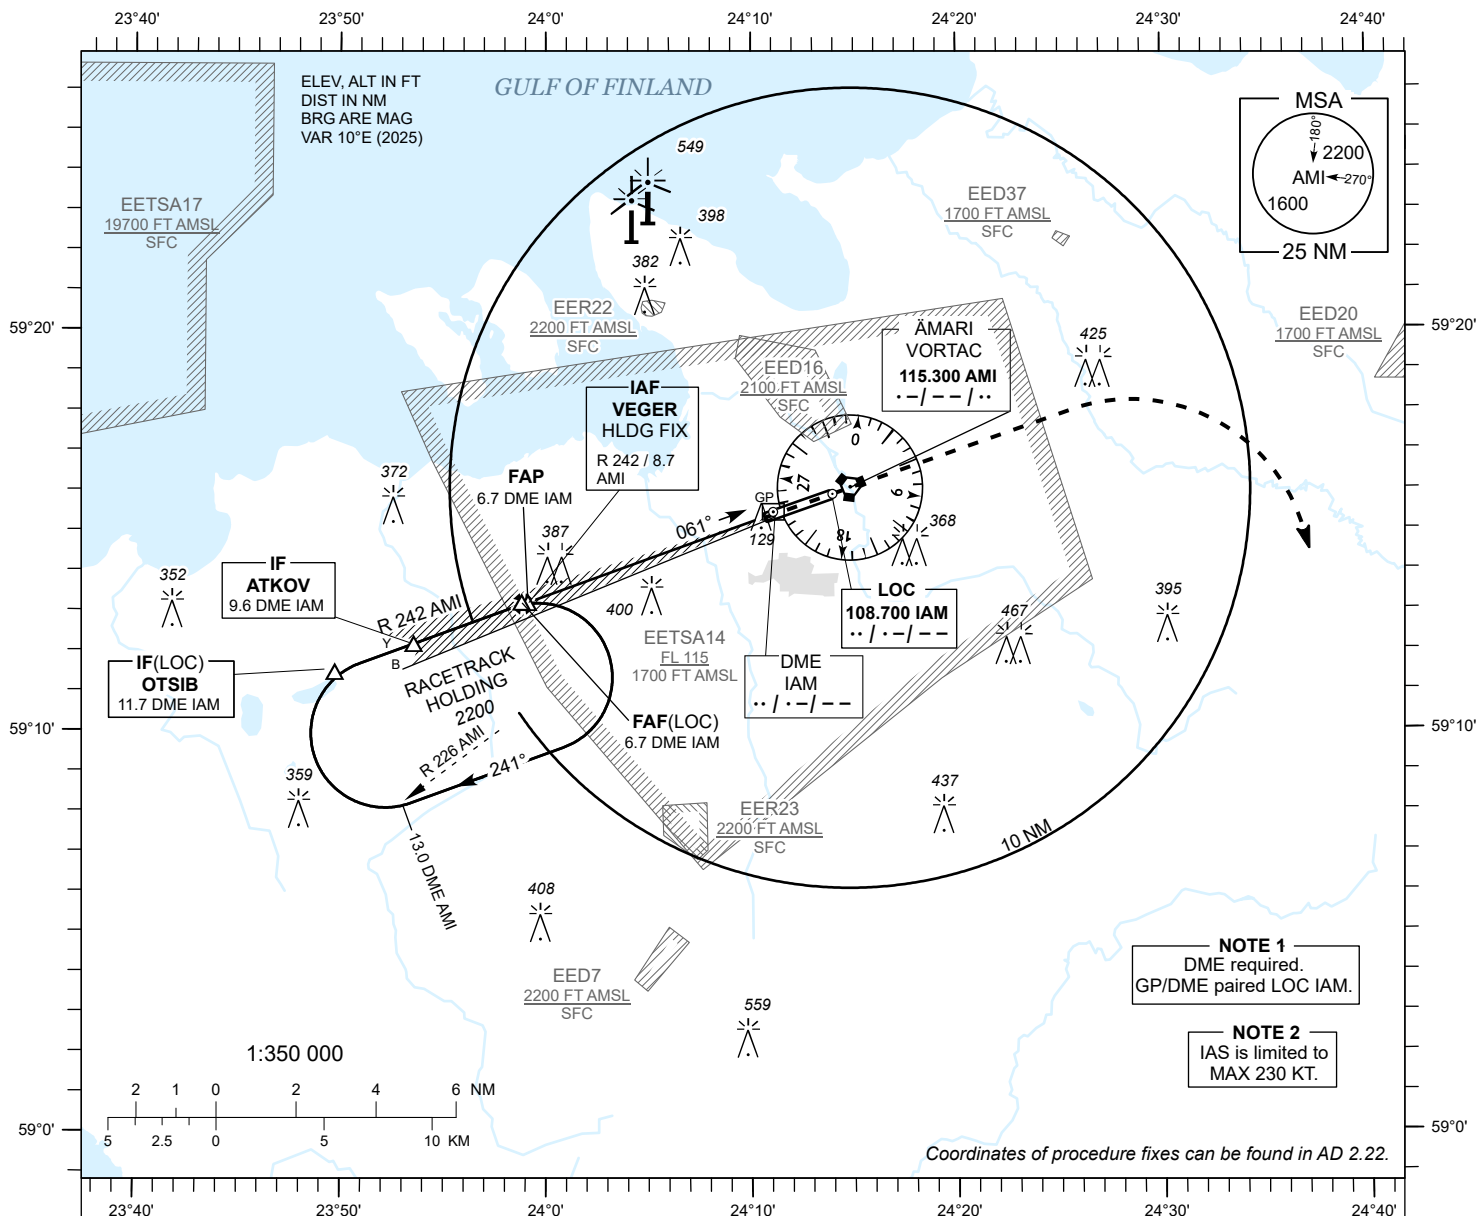 23°40'
23°50'
24°0'
24°10'
24°20'
24°30'
24°40'
ELEV, ALT IN FT
DIST IN NM
BRG ARE MAG
VAR 10°E (2025)
GULF OF FINLAND
MSA
180°
2200
AMI
270°
1600
25 NM
549
398
382
EETSA17
19700 FT AMSL
SFC
EED37
1700 FT AMSL
SFC
EER22
2200 FT AMSL
SFC
EED20
1700 FT AMSL
SFC
59°20'
59°20'
425
ÄMARI
VORTAC
115.300 AMI
· – / – – / · ·
EED16
2100 FT AMSL
SFC
IAF
VEGER
HLDG FIX
R 242 / 8.7
AMI
FAP
6.7 DME IAM
372
0
27
9
18
GP
061°
129
387
368
IF
ATKOV
9.6 DME IAM
352
400
LOC
108.700 IAM
· · / · – / – –
395
467
R 242 AMI
Y
B
EETSA14
FL 115
1700 FT AMSL
IF(LOC)
OTSIB
11.7 DME IAM
DME
IAM
· · / · – / – –
RACETRACK
HOLDING
2200
FAF(LOC)
6.7 DME IAM
59°10'
59°10'
R 226 AMI
241°
359
437
13.0 DME AMI
EER23
2200 FT AMSL
SFC
10 NM
408
EED7
2200 FT AMSL
SFC
559
NOTE 1
DME required.
GP/DME paired LOC IAM.
NOTE 2
IAS is limited to
MAX 230 KT.
1:350 000
2 1 0 2 4 6 NM
5 2.5 0 5 10 KM
59°0'
59°0'
Coordinates of procedure fixes can be found in AD 2.22.
23°40'
23°50'
24°0'
24°10'
24°20'
24°30'
24°40'